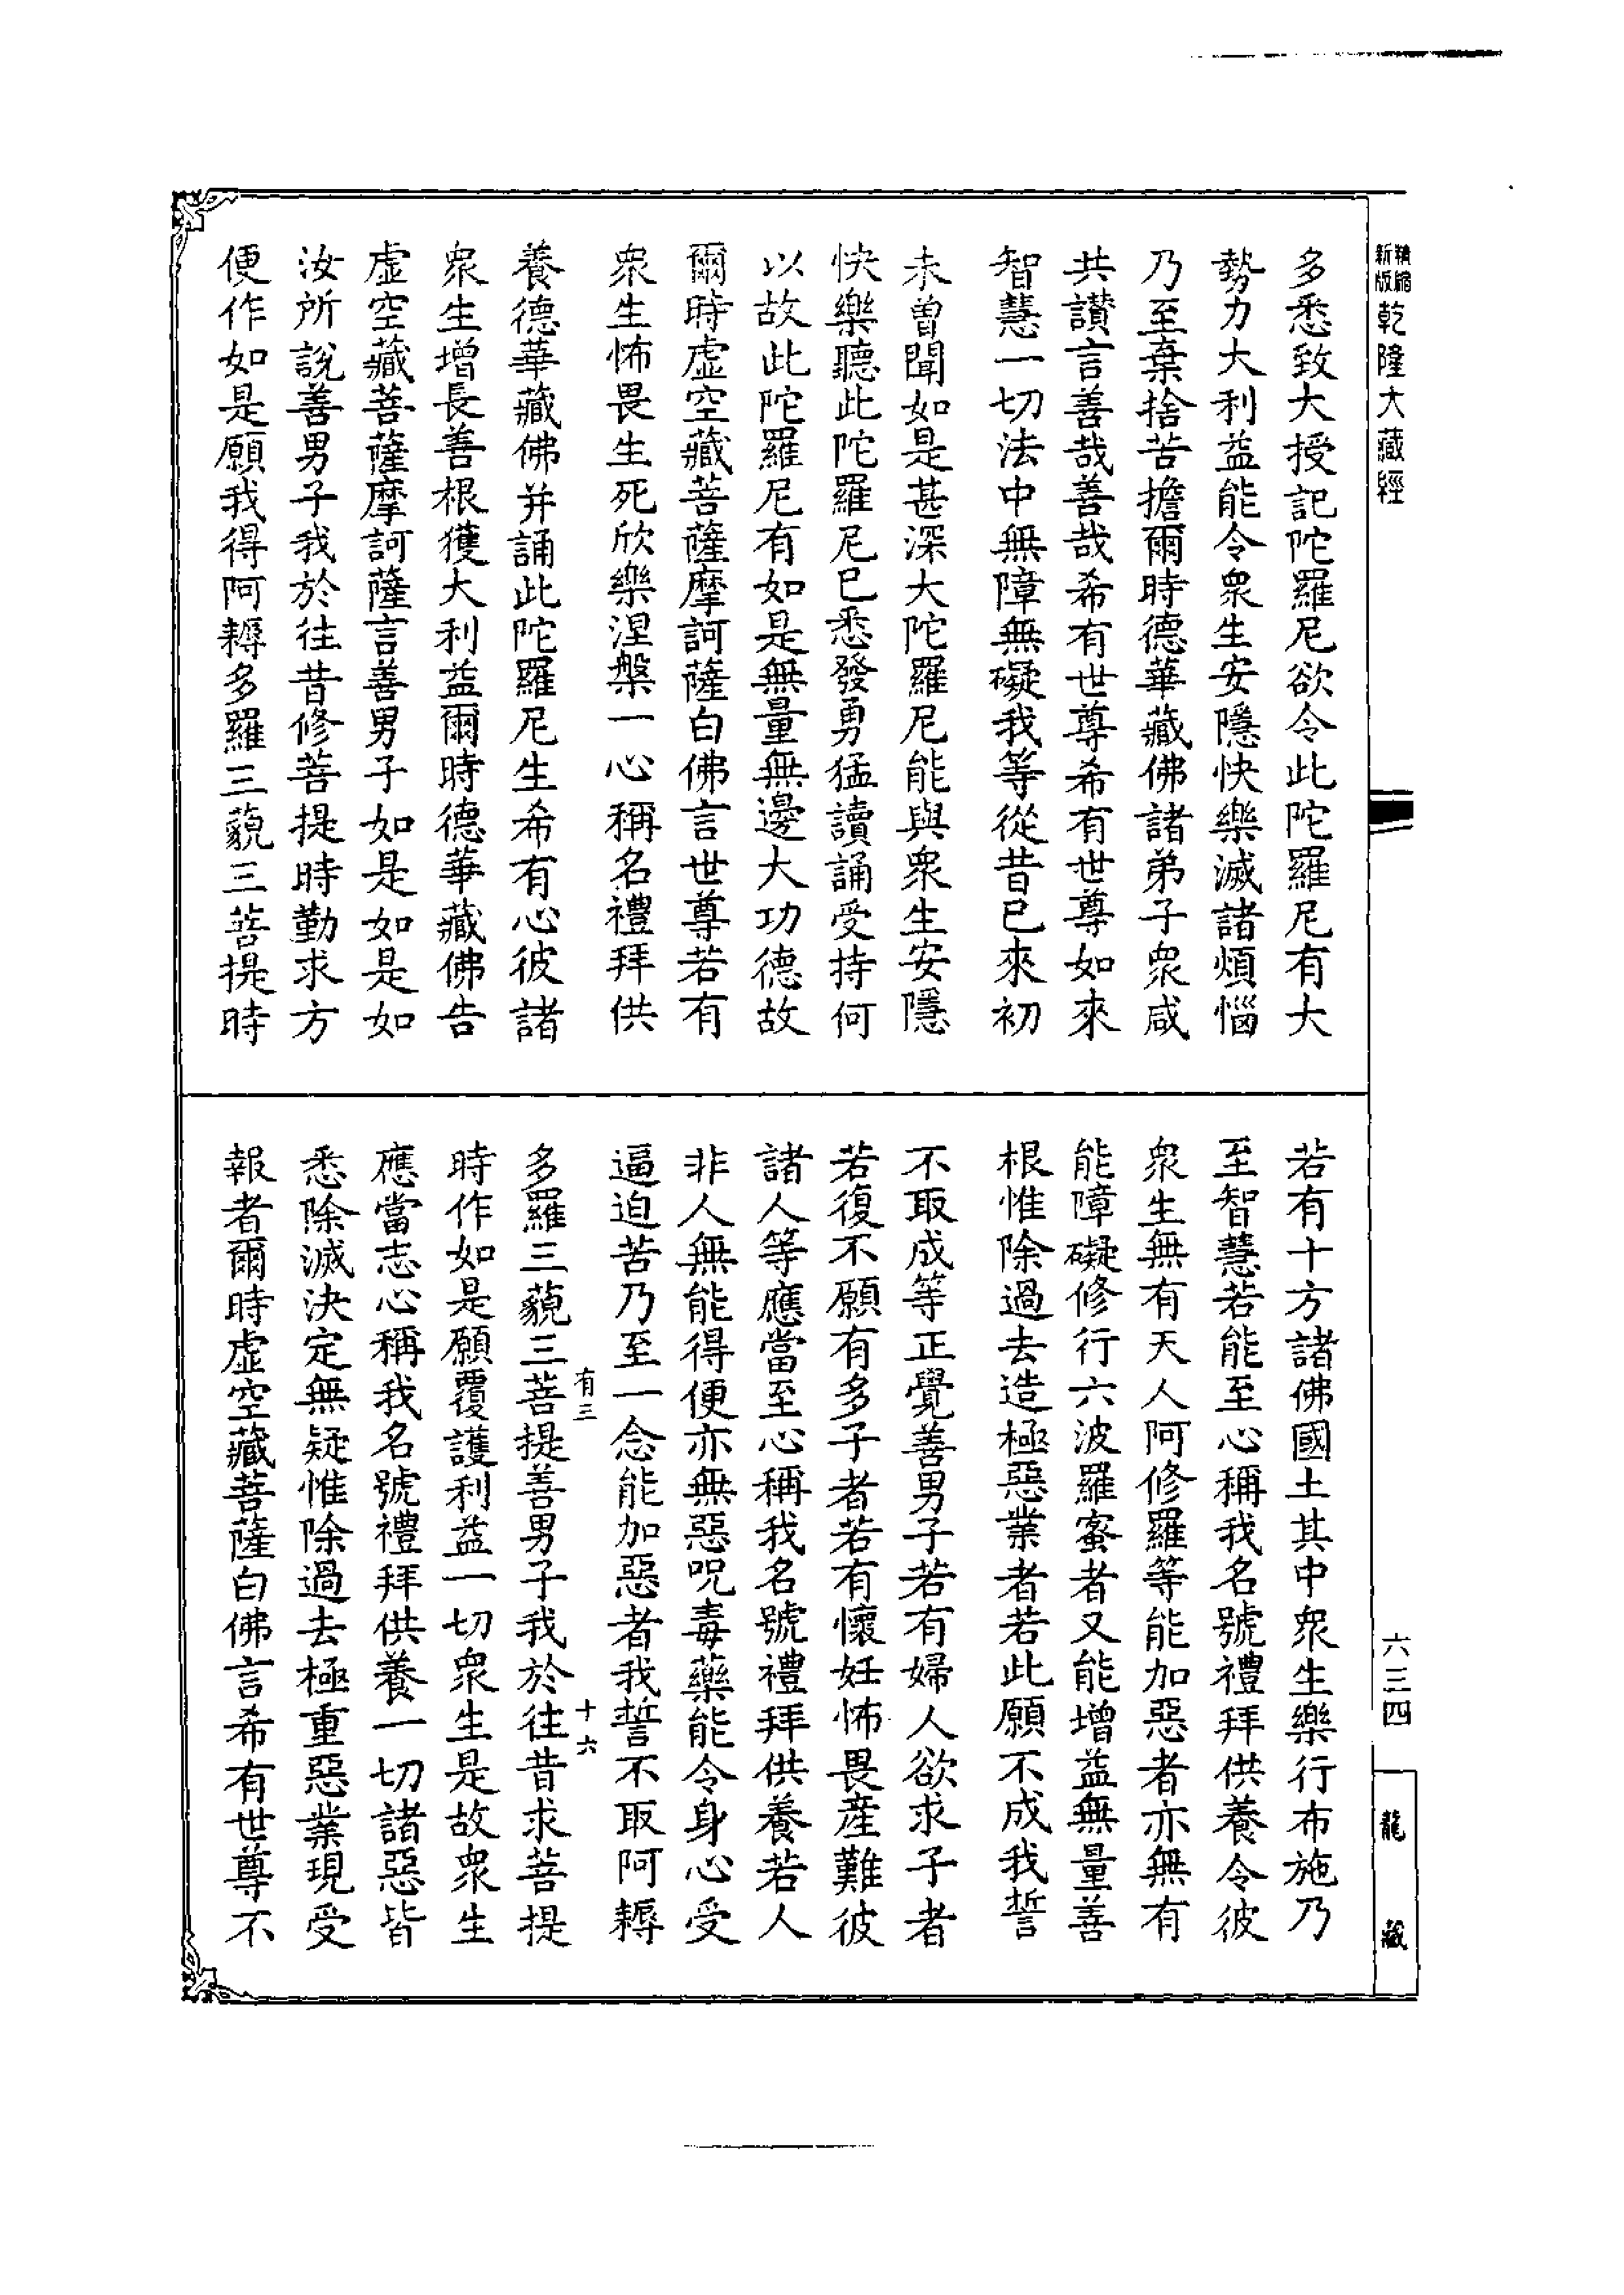 精縮新版乾隆大藏經
多悉致大授記陀羅尼欲令此陀羅尼有大
勢力大利益能令衆生安隱快樂滅諸煩惱
乃至棄捨苦擔爾時德華藏佛諸弟子衆咸
共讃言善哉善哉希有世尊希有世尊如來
智慧一切法中無障無礙我等從昔已來初
未曽聞如是甚深大陀羅尼能與衆生安隱
快樂聽此陀羅尼已悉發勇猛讀誦受持何
以故此陀羅尼有如是無量無邊大功德故
爾時虛空藏菩薩摩訶薩白佛言世尊若有
衆生怖畏生死欣樂涅槃一心稱名禮拜供
養德華藏佛并誦此陀羅尼生希有心彼諸
衆生增長善根獲大利益爾時德華藏佛告
虛空藏菩薩摩訶薩言善男子如是如是如
汝所說善男子我於往昔修菩提時勤求方
便作如是願我得阿耨多羅三藐三菩提時
若有十方諸佛國土其中衆生樂行布施乃
至智慧若能至心稱我名號禮拜供養令彼
衆生無有天人阿修羅等能加惡者亦無有
能障礙修行六波羅蜜者又能增益無量善
根惟除過去造極惡業者若此願不成我誓
不取成等正覺善男子若有婦人欲求子者
若復不願有多子者若有懷妊怖畏産難彼
諸人等應當至心稱我名號禮拜供養若人
非人無能得便亦無惡呪毒藥能令身心受
逼迫苦乃至一念能加惡者我誓不取阿耨
有三 十六
多羅三藐三菩提善男子我於往昔求菩提
時作如是願覆護利益一切衆生是故衆生
應當志心稱我名號禮拜供養一切諸惡皆
悉除滅決定無疑惟除過去極重惡業現受
報者爾時虛空藏菩薩白佛言希有世尊不
六三四
龍藏